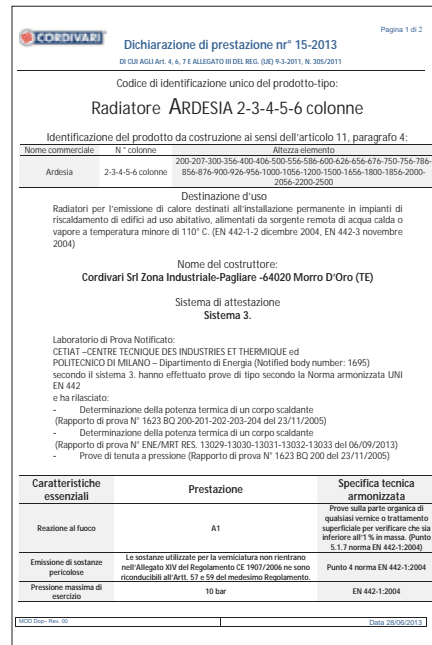 Pagina 1 di 2
CORDIVARI
Dichiarazione di prestazione nr° 15-2013
DI CUI AGLI Art. 4, 6, 7 E ALLEGATO III DEL REG. (UE) 9-3-2011, N. 305/2011
Codice di identificazione unico del prodotto-tipo:
Radiatore ARDESIA 2-3-4-5-6 colonne
Identificazione del prodotto da costruzione ai sensi dell'articolo 11, paragrafo 4:
Nome commerciale N ° colonne Altezza elemento
Ardesia 2-3-4-5-6 colonne
200-207-300-356-400-406-500-556-586-600-626-656-676-750-756-786-
856-876-900-926-956-1000-1056-1200-1500-1656-1800-1856-2000-
2056-2200-2500
Destinazione d'uso
Radiatori per l'emissione di calore destinati all'installazione permanente in impianti di
riscaldamento di edifici ad uso abitativo, alimentati da sorgente remota di acqua calda o
vapore a temperatura minore di 110° C. (EN 442-1-2 dicembre 2004, EN 442-3 novembre
2004)
Nome del costruttore:
Cordivari Srl Zona Industriale-Pagliare -64020 Morro D'Oro (TE)
Sistema di attestazione
Sistema 3.
Laboratorio di Prova Notificato:
CETIAT –CENTRE TECNIQUE DES INDUSTRIES ET THERMIQUE ed
POLITECNICO DI MILANO – Dipartimento di Energia (Notified body number: 1695)
secondo il sistema 3. hanno effettuato prove di tipo secondo la Norma armonizzata UNI
EN 442
e ha rilasciato:
- Determinazione della potenza termica di un corpo scaldante
(Rapporto di prova N° 1623 BQ 200-201-202-203-204 del 23/11/2005)
- Determinazione della potenza termica di un corpo scaldante
(Rapporto di prova N° ENE/MRT RES. 13029-13030-13031-13032-13033 del 06/09/2013)
- Prove di tenuta a pressione (Rapporto di prova N° 1623 BQ 200 del 23/11/2005)
Caratteristiche
essenziali
Prestazione
Specifica tecnica
armonizzata
Reazione al fuoco
A1
Prove sulla parte organica di
qualsiasi vernice o trattamento
superficiale per verificare che sia
inferiore all'1 % in massa. (Punto
5.1.7 norma EN 442-1:2004)
Emissione di sostanze
pericolose
Le sostanze utilizzate per la verniciatura non rientrano
nell'Allegato XIV del Regolamento CE 1907/2006 ne sono
riconducibili all'Artt. 57 e 59 del medesimo Regolamento.
Punto 4 norma EN 442-1:2004
Pressione massima di
esercizio
10 bar
EN 442-1:2004
MOD Dop– Rev. 00
Data 28/06/2013